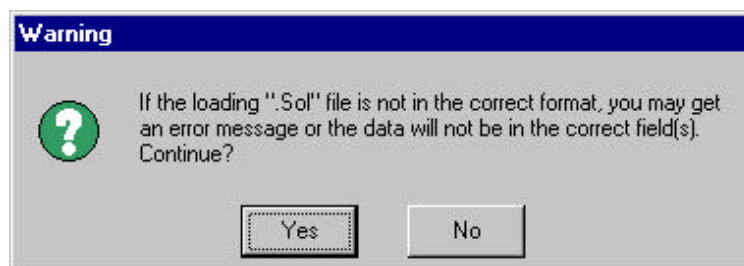 Warning
If the loading ".Sol" file is not in the correct format, you may get
an error message or the data will not be in the correct field(s).
Continue?
Yes
No